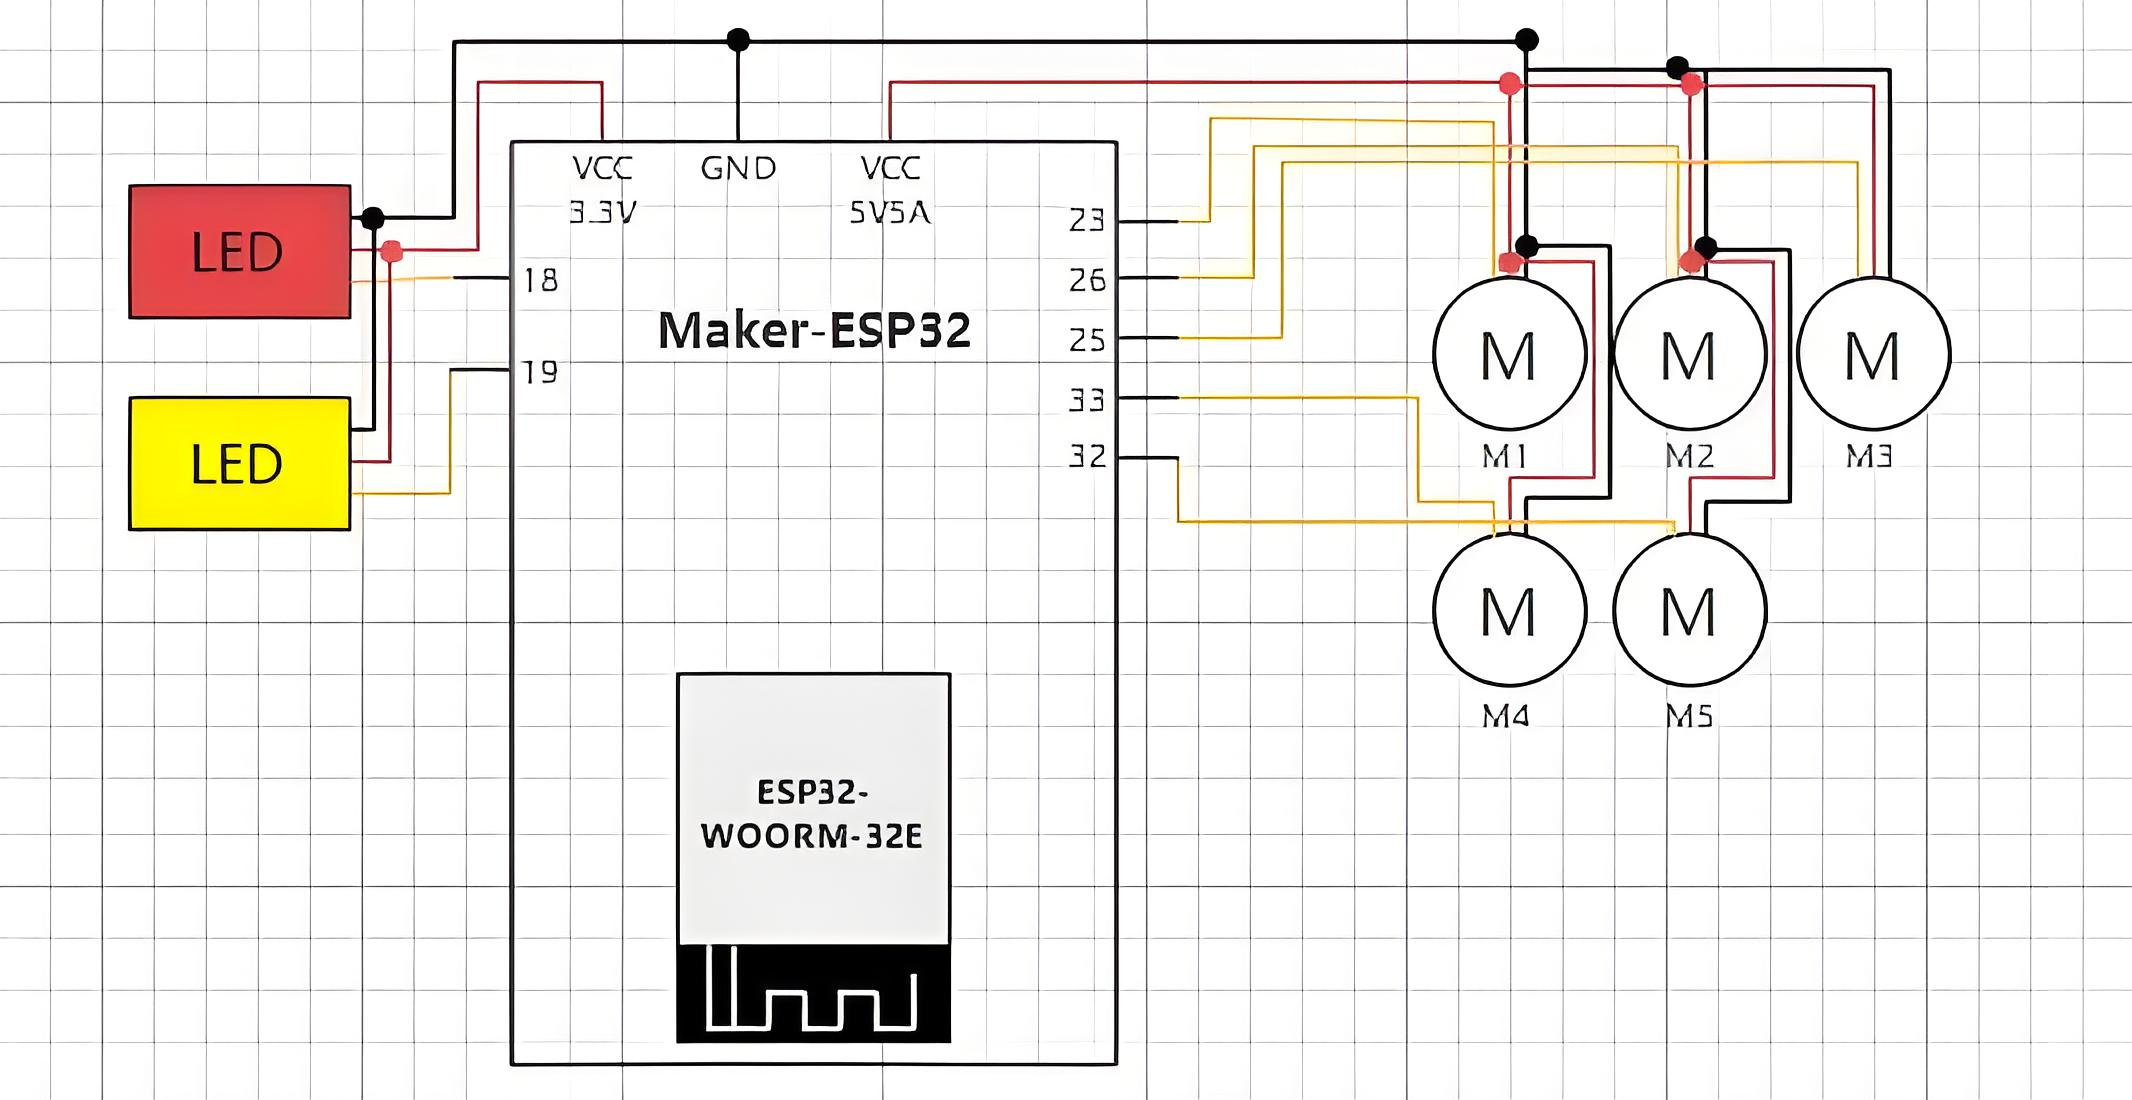 VCC
3.3V
GND
VCC
5V5A
LED
LED
18
19
Maker-ESP32
23
26
25
33
32
M
M1
M
M2
M
M3
M
M4
M
M5
ESP32-
WOORM-32E